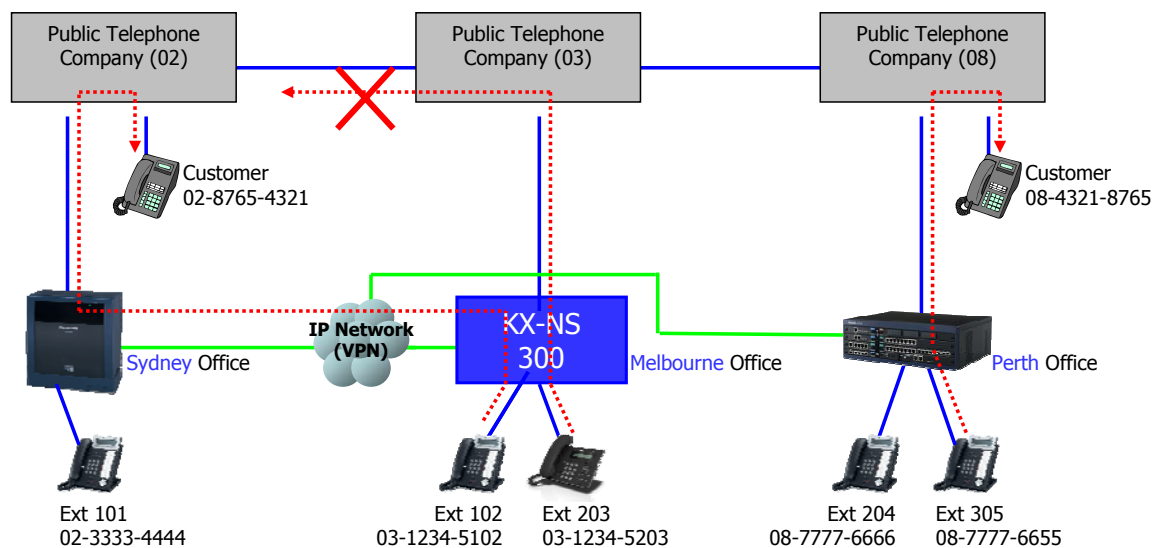 Public Telephone
Company (02)
Public Telephone
Company (03)
Public Telephone
Company (08)
Customer
02-8765-4321
Customer
08-4321-8765
IP Network
(VPN)
KX-NS
300
Sydney Office
Melbourne Office
Perth Office
Ext 101
02-3333-4444
Ext 102
03-1234-5102
Ext 203
03-1234-5203
Ext 204
08-7777-6666
Ext 305
08-7777-6655